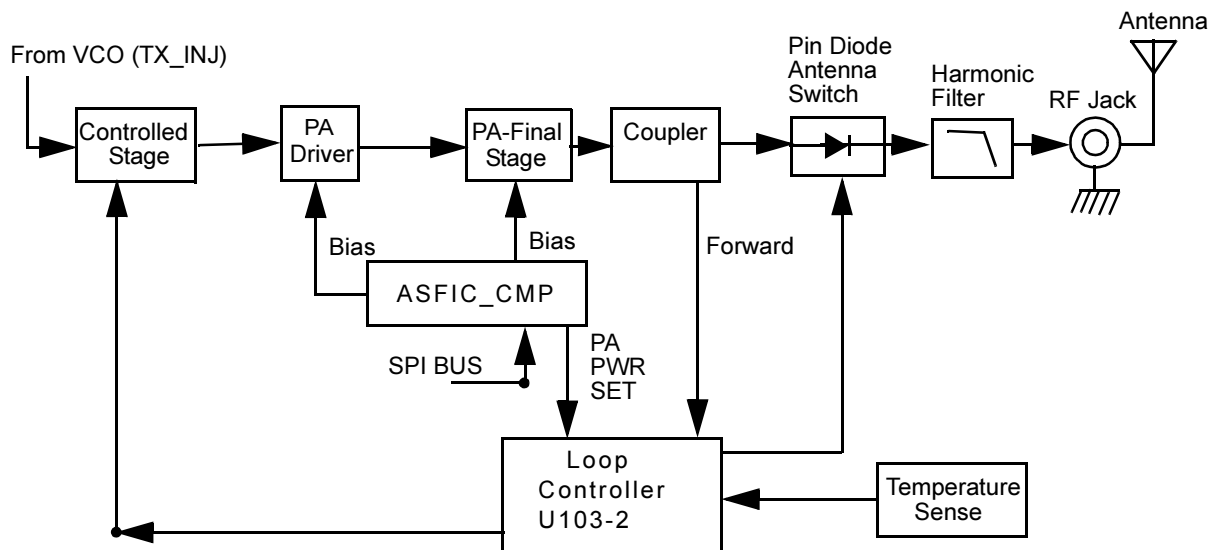 Antenna
From VCO (TX_INJ)
Pin Diode
Antenna
Switch
Harmonic
Filter
RF Jack
Controlled
Stage
PA
Driver
PA-Final
Stage
Coupler
Bias
Bias
Forward
ASFIC_CMP
SPI BUS
PA
PWR
SET
Loop
Controller
U103-2
Temperature
Sense